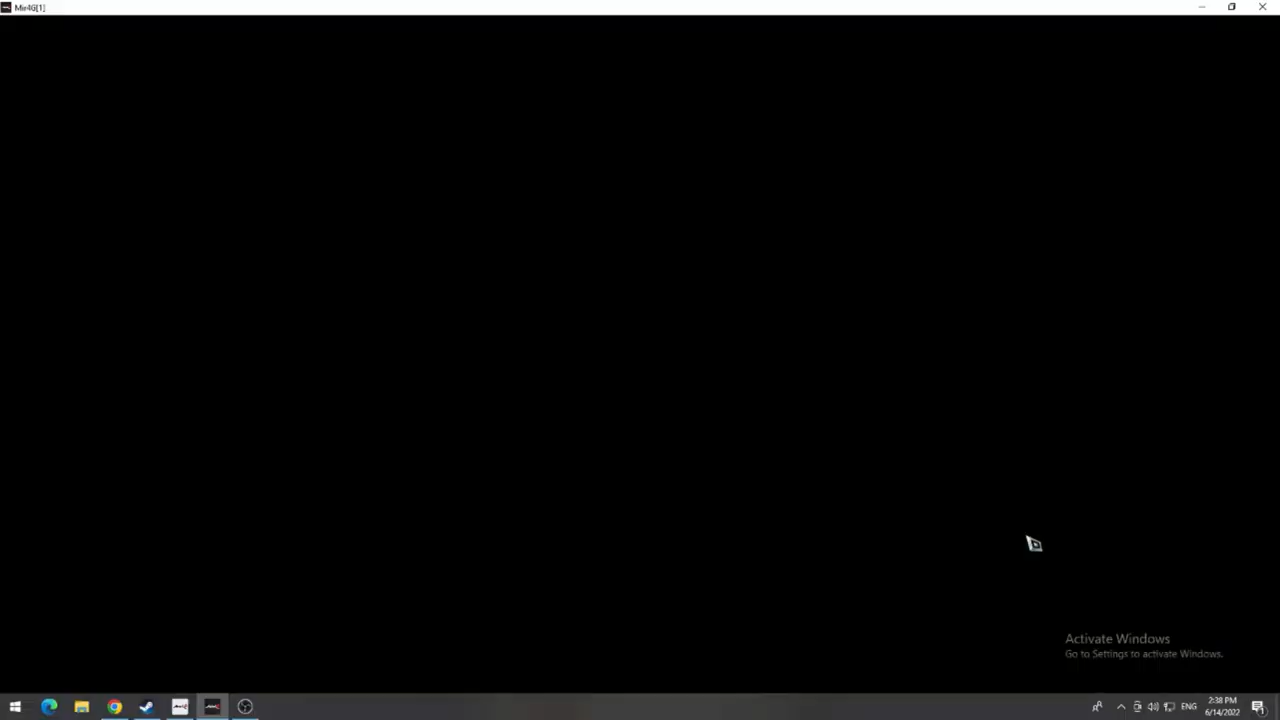 Mir4G[1]
Activate Windows
Go to Settings to activate Windows.
ENG
2:38 PM
6/14/2022